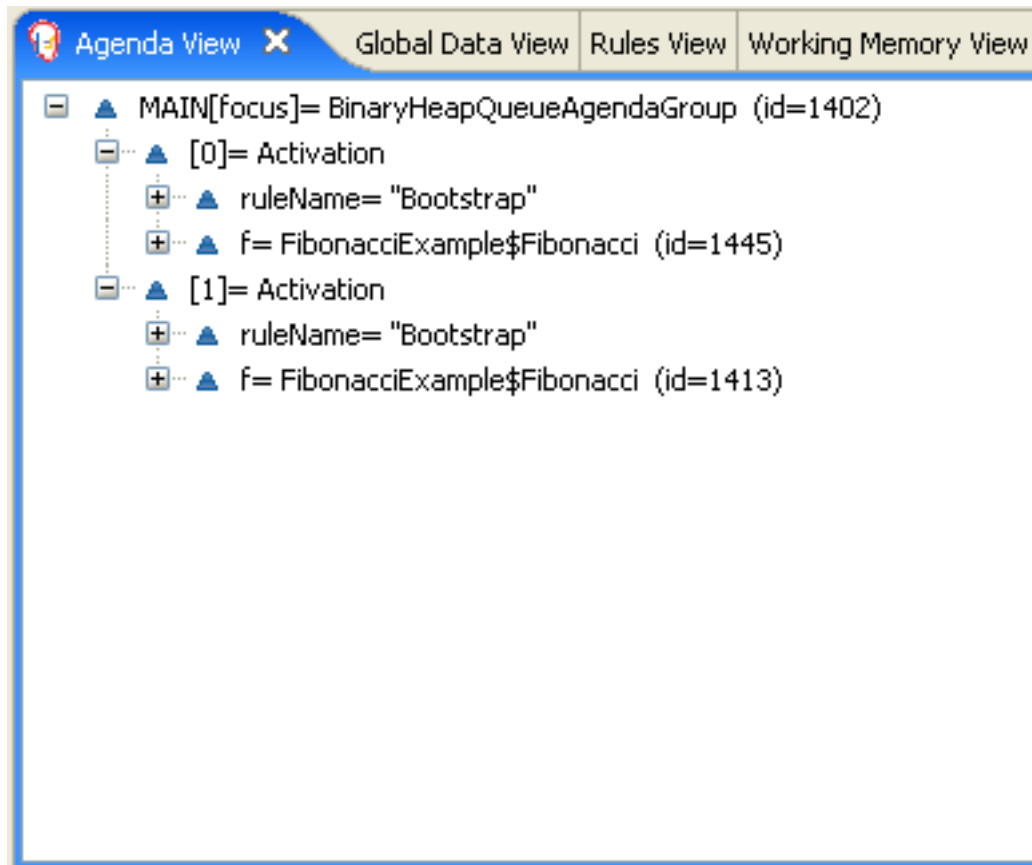 Agenda View Global Data View Rules View Working Memory View
MAIN[focus]= BinaryHeapQueueAgendaGroup (id=1402)
[0]= Activation
ruleName= "Bootstrap"
f= FibonacciExample$Fibonacci (id=1445)
[1]= Activation
ruleName= "Bootstrap"
f= FibonacciExample$Fibonacci (id=1413)